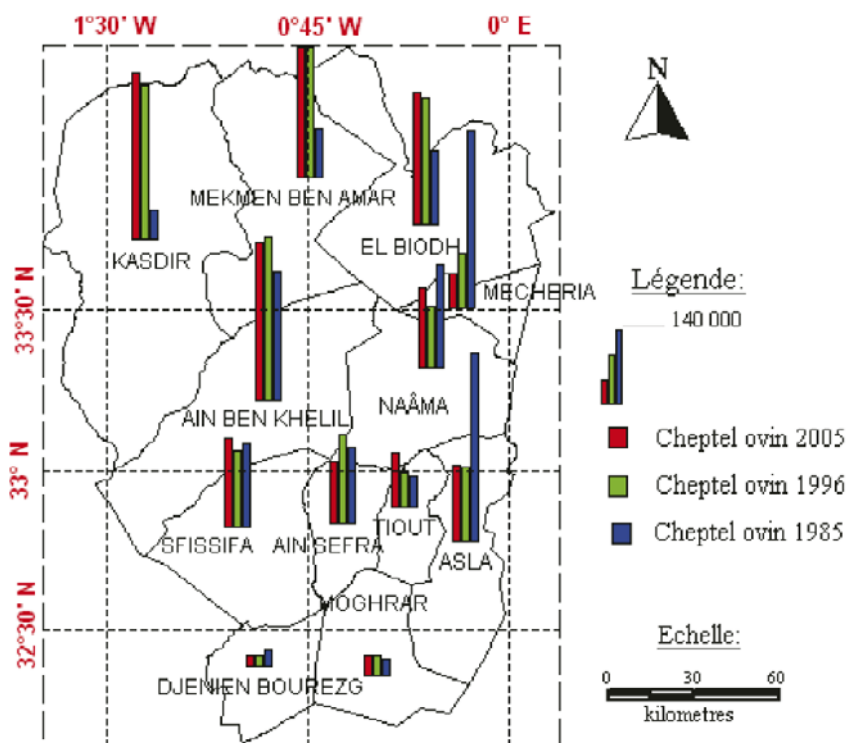 1°30' W 0°45' W 0° E
N
MEKMEN BEN AMAR
EL BIODH
KASDIR
MECHERIA
33°30' N
Légende:
140 000
AIN BEN KHELIL
NAÂMA
Cheptel ovin 2005
33° N
Cheptel ovin 1996
TIOUT
Cheptel ovin 1985
SFISSIFA
AIN SEFRA
ASLA
MOGHRAR
32°30' N
Echelle:
DJENIEN BOUREZG
0 30 60
kilometres